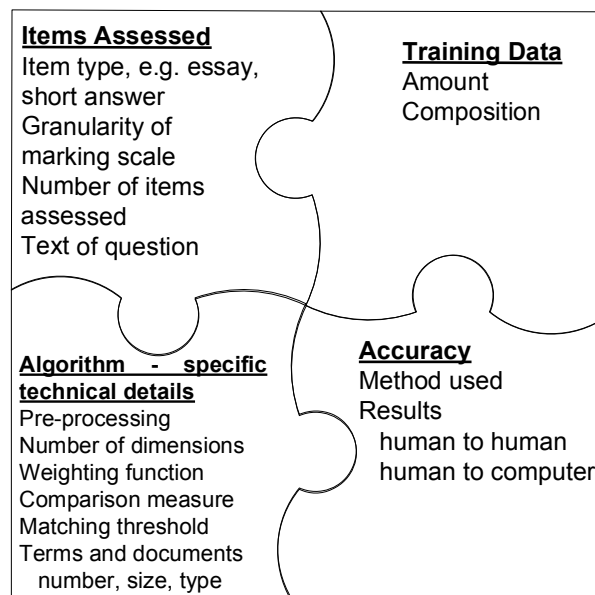 Items Assessed
Item type, e.g. essay,
short answer
Granularity of
marking scale
Number of items
assessed
Text of question
Training Data
Amount
Composition
Algorithm - specific
technical details
Pre-processing
Number of dimensions
Weighting function
Comparison measure
Matching threshold
Terms and documents
number, size, type
Accuracy
Method used
Results
human to human
human to computer